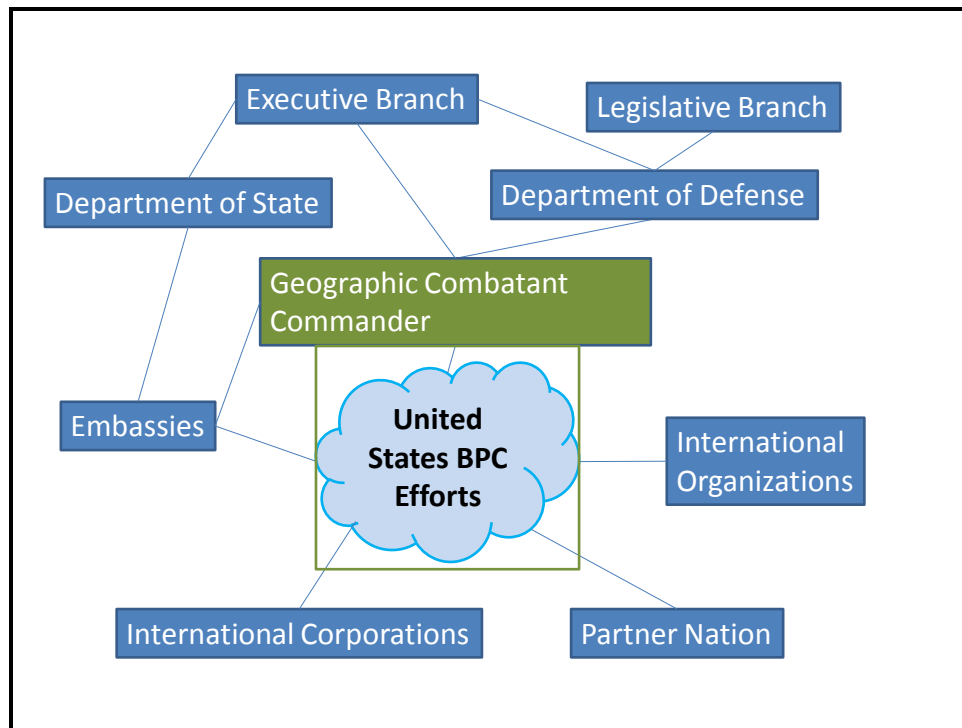 Executive Branch
Legislative Branch
Department of State
Department of Defense
Geographic Combatant
Commander
Embassies
United
States BPC
Efforts
International
Organizations
International Corporations
Partner Nation